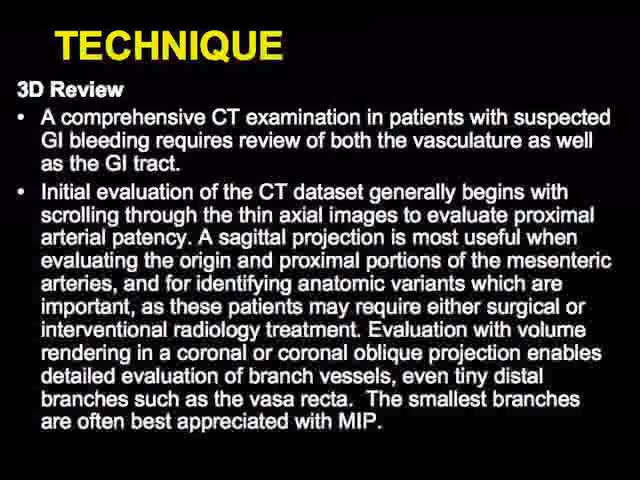 TECHNIQUE
3D Review
• A comprehensive CT examination in patients with suspected
GI bleeding requires review of both the vasculature as well
as the GI tract.
• Initial evaluation of the CT dataset generally begins with
scrolling through the thin axial images to evaluate proximal
arterial patency. A sagittal projection is most useful when
evaluating the origin and proximal portions of the mesenteric
arteries, and for identifying anatomic variants which are
important, as these patients may require either surgical or
interventional radiology treatment. Evaluation with volume
rendering in a coronal or coronal oblique projection enables
detailed evaluation of branch vessels, even tiny distal
branches such as the vasa recta. The smallest branches
are often best appreciated with MIP.